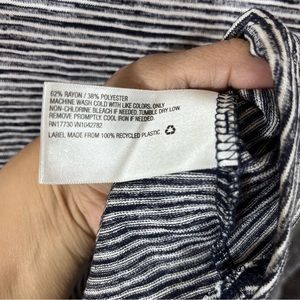 62% RAYON / 38% POLYESTER
MACHINE WASH COLD WITH LIKE COLORS. ONLY
NON-CHLORINE BLEACH IF NEEDED. TUMBLE DRY LOW.
REMOVE PROMPTLY. COOL IRON IF NEEDED.
RN17730 VN1042782
LABEL MADE FROM 100% RECYCLED PLASTIC